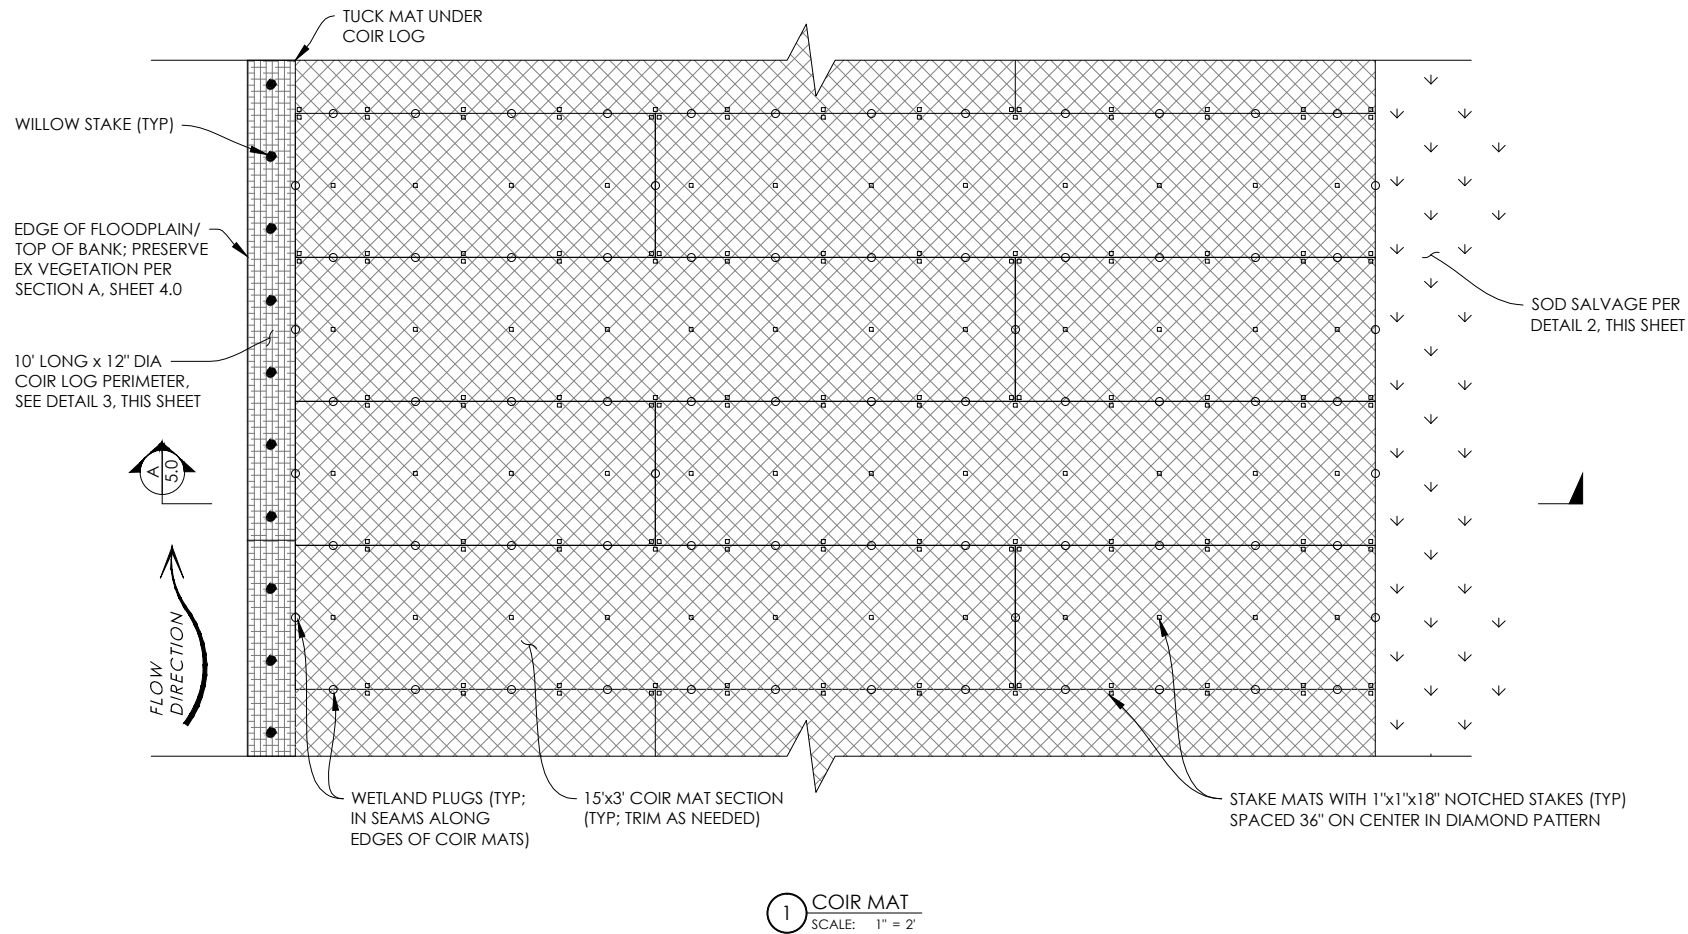 TUCK MAT UNDER
COIR LOG
WILLOW STAKE (TYP)
EDGE OF FLOODPLAIN/
TOP OF BANK; PRESERVE
EX VEGETATION PER
SECTION A, SHEET 4.0
SOD SALVAGE PER
DETAIL 2, THIS SHEET
10' LONG x 12" DIA
COIR LOG PERIMETER,
SEE DETAIL 3, THIS SHEET
A
5.0
FLOW
DIRECTION
WETLAND PLUGS (TYP;
IN SEAMS ALONG
EDGES OF COIR MATS)
15'x3' COIR MAT SECTION
(TYP; TRIM AS NEEDED)
STAKE MATS WITH 1"x1"x18" NOTCHED STAKES (TYP)
SPACED 36" ON CENTER IN DIAMOND PATTERN
1 COIR MAT
SCALE: 1" = 2'